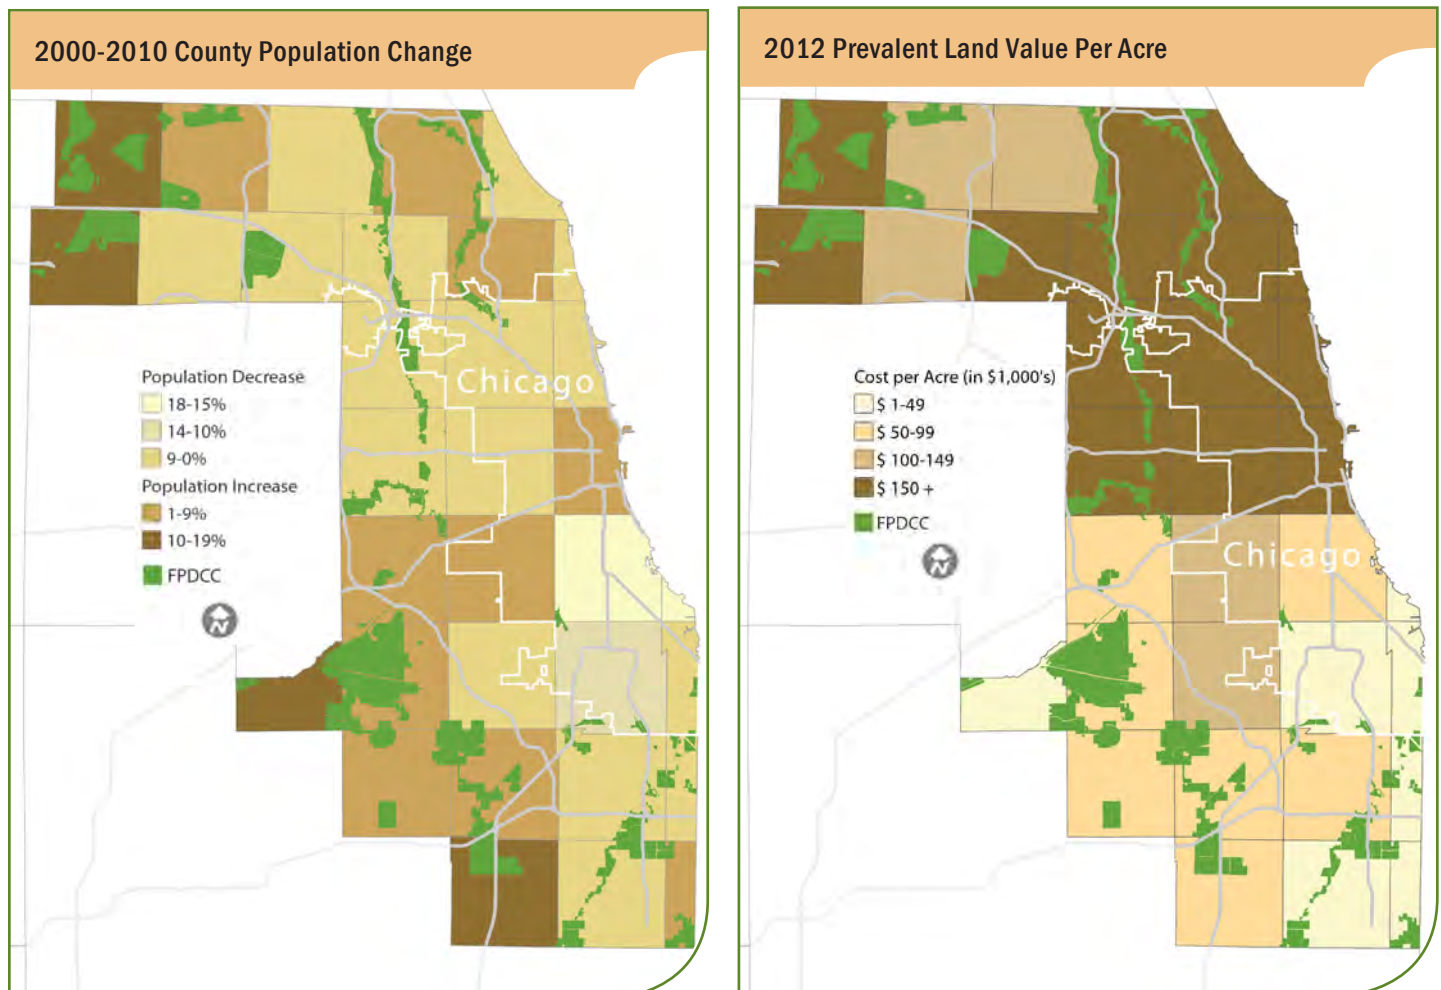 2000-2010 County Population Change
Chicago
Population Decrease
18-15%
14-10%
9-0%
Population Increase
1-9%
10-19%
FPDCC
N
2012 Prevalent Land Value Per Acre
Cost per Acre (in $1,000's)
$ 1-49
$ 50-99
$ 100-149
$ 150 +
FPDCC
Chicago
N